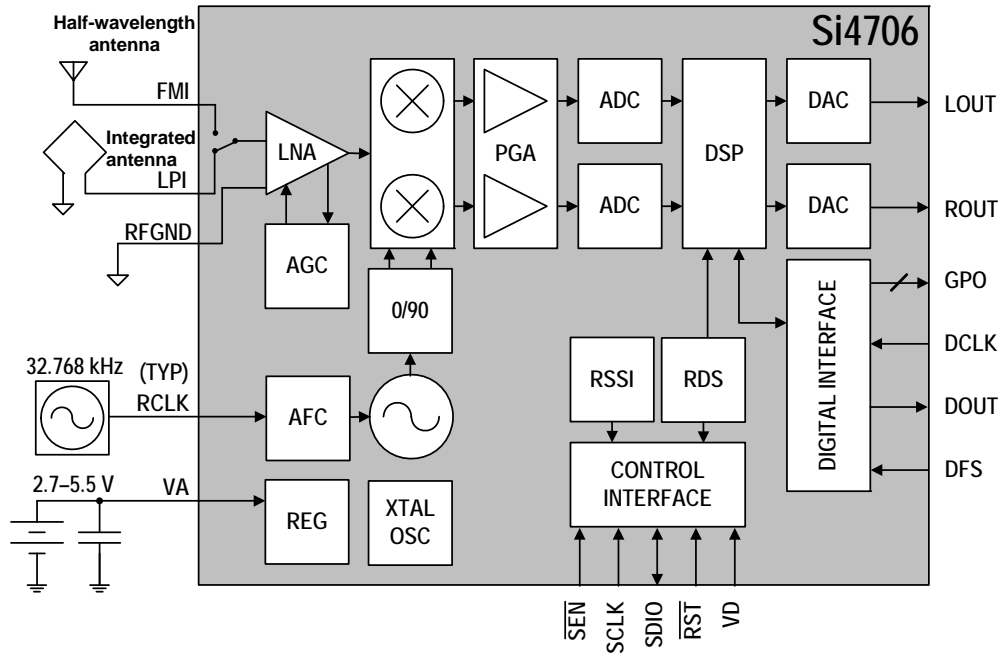 Si4706
Half-wavelength
antenna
FMI
Integrated
antenna
LPI
RFGND
LNA
AGC
0/90
PGA
ADC
ADC
DSP
DAC
DAC
LOUT
ROUT
GPO
DCLK
DOUT
DFS
DIGITAL INTERFACE
RSSI
RDS
CONTROL
INTERFACE
32.768 kHz
(TYP)
RCLK
AFC
2.7–5.5 V
VA
REG
XTAL
OSC
SEN
SCLK
SDIO
RST
VD